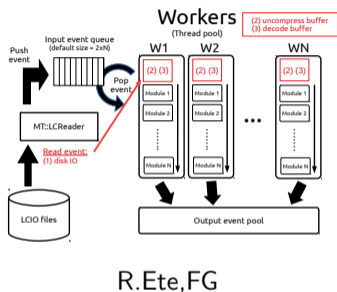 Workers
(Thread pool)
(2) uncompress buffer
(3) decode buffer
Input event queue
(default size = 2xN)
Push
event
Pop
event
W1
W2
WN
(2) (3)
(2) (3)
(2) (3)
Module 1
Module 1
Module 1
Module 2
Module 2
Module 2
Module N
Module N
Module N
...
MT::LCReader
Read event:
(1) disk IO
LCIO files
Output event pool
R.Ete,FG